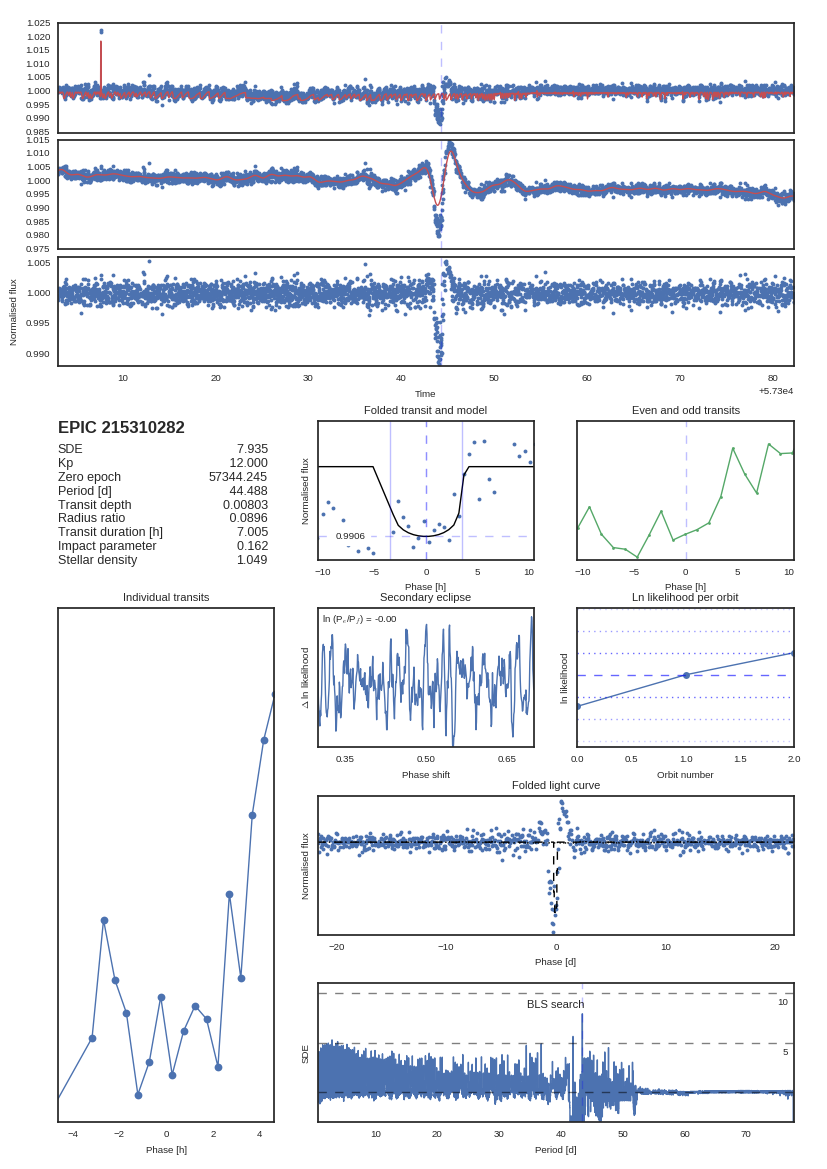 1.025
1.020
1.015
1.010
1.005
1.000
0.995
0.990
0.985
1.015
1.010
1.005
1.000
0.995
0.990
0.985
0.980
0.975
1.005
1.000
0.995
0.990
Normalised flux
10 20 30 40 50 60 70 80
Time
+5.73e4
EPIC 215310282
SDE 7.935
Kp 12.000
Zero epoch 57344.245
Period [d] 44.488
Transit depth 0.00803
Radius ratio 0.0896
Transit duration [h] 7.005
Impact parameter 0.162
Stellar density 1.049
Folded transit and model
Normalised flux
0.9906
−10 −5 0 5 10
Phase [h]
Even and odd transits
−10 −5 0 5 10
Phase [h]
Individual transits
−4 −2 0 2 4
Phase [h]
Secondary eclipse
ln (Pₑ/P𝑓) = -0.00
Δ ln likelihood
0.35 0.50 0.65
Phase shift
Ln likelihood per orbit
ln likelihood
0.0 0.5 1.0 1.5 2.0
Orbit number
Folded light curve
Normalised flux
−20 −10 0 10 20
Phase [d]
BLS search
10
5
SDE
10 20 30 40 50 60 70
Period [d]